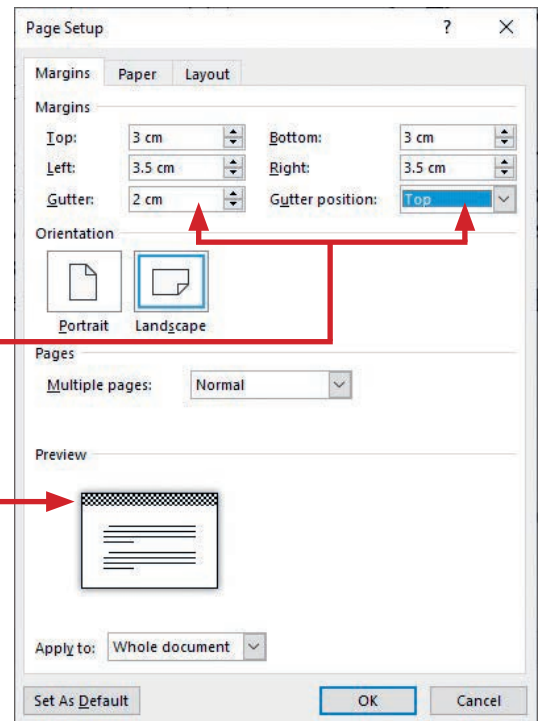 Page Setup ? ×
Margins Paper Layout
Margins
Top: 3 cm Bottom: 3 cm
Left: 3.5 cm Right: 3.5 cm
Gutter: 2 cm Gutter position: Top
Orientation
Portrait Landscape
Pages
Multiple pages: Normal
Preview
Apply to: Whole document
Set As Default OK Cancel